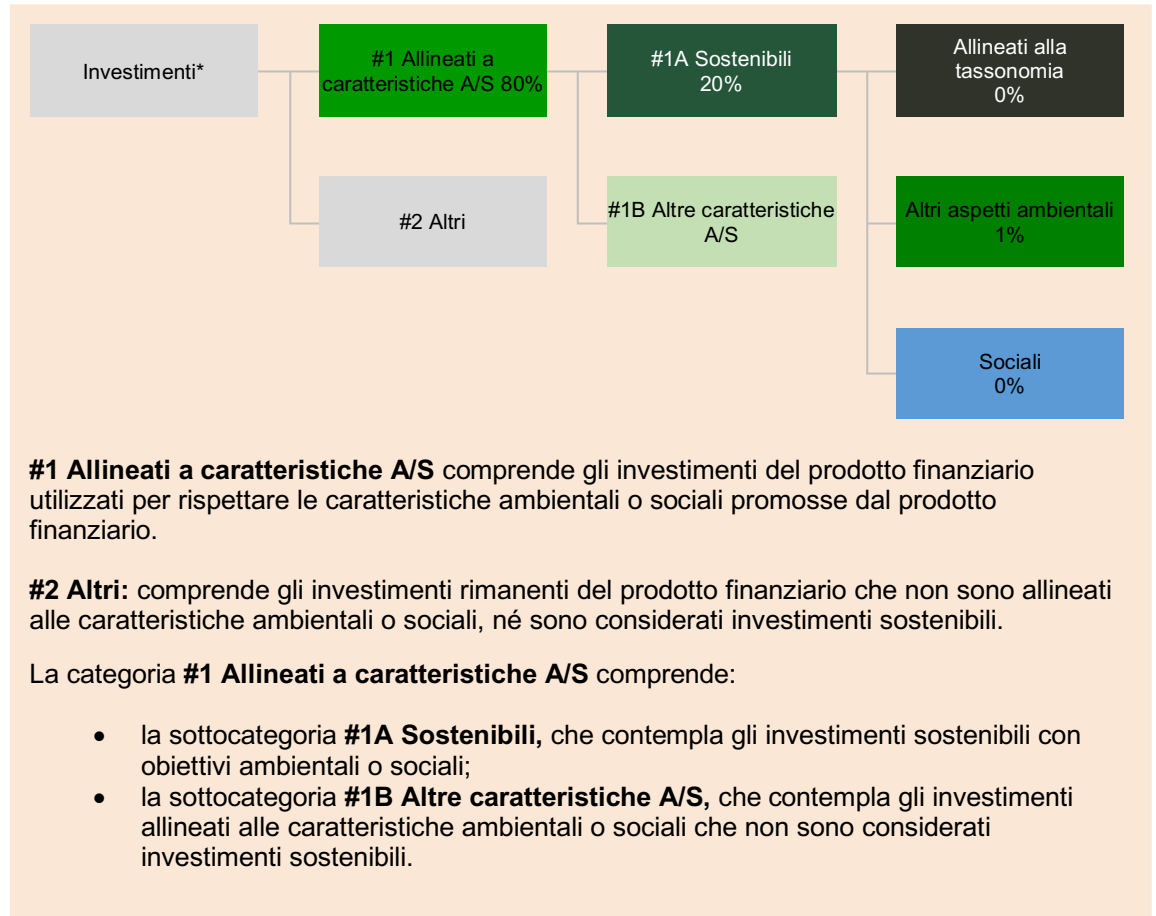 Investimenti*
#1 Allineati a
caratteristiche A/S 80%
#1A Sostenibili
20%
Allineati alla
tassonomia
0%
#2 Altri
#1B Altre caratteristiche
A/S
Altri aspetti ambientali
1%
Sociali
0%
#1 Allineati a caratteristiche A/S comprende gli investimenti del prodotto finanziario
utilizzati per rispettare le caratteristiche ambientali o sociali promosse dal prodotto
finanziario.
#2 Altri: comprende gli investimenti rimanenti del prodotto finanziario che non sono allineati
alle caratteristiche ambientali o sociali, né sono considerati investimenti sostenibili.
La categoria #1 Allineati a caratteristiche A/S comprende:
• la sottocategoria #1A Sostenibili, che contempla gli investimenti sostenibili con
obiettivi ambientali o sociali;
• la sottocategoria #1B Altre caratteristiche A/S, che contempla gli investimenti
allineati alle caratteristiche ambientali o sociali che non sono considerati
investimenti sostenibili.